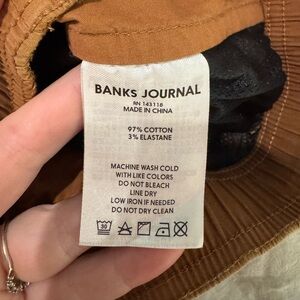 BANKS JOURNAL
RN 143118
MADE IN CHINA
97% COTTON
3% ELASTANE
MACHINE WASH COLD
WITH LIKE COLORS
DO NOT BLEACH
LINE DRY
LOW IRON IF NEEDED
DO NOT DRY CLEAN
30